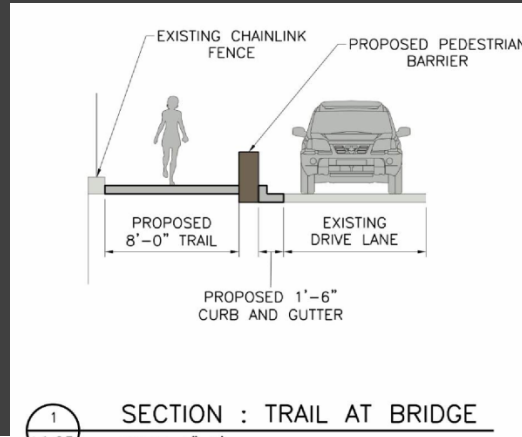 EXISTING CHAINLINK
FENCE
PROPOSED PEDESTRIAN
BARRIER
PROPOSED
8'-0" TRAIL
EXISTING
DRIVE LANE
PROPOSED 1'-6"
CURB AND GUTTER
1
SECTION : TRAIL AT BRIDGE